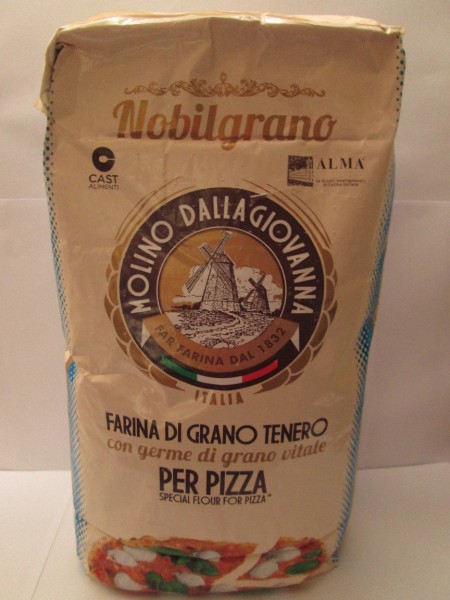 Nobilgrano
CAST
ALIMENTI
ALMA
MOLINO DALLAGIOVANNA
FAR FARINA DAL 1832
ITALIA
FARINA DI GRANO TENERO
con germe di grano vitale
PER PIZZA
SPECIAL FLOUR FOR PIZZA